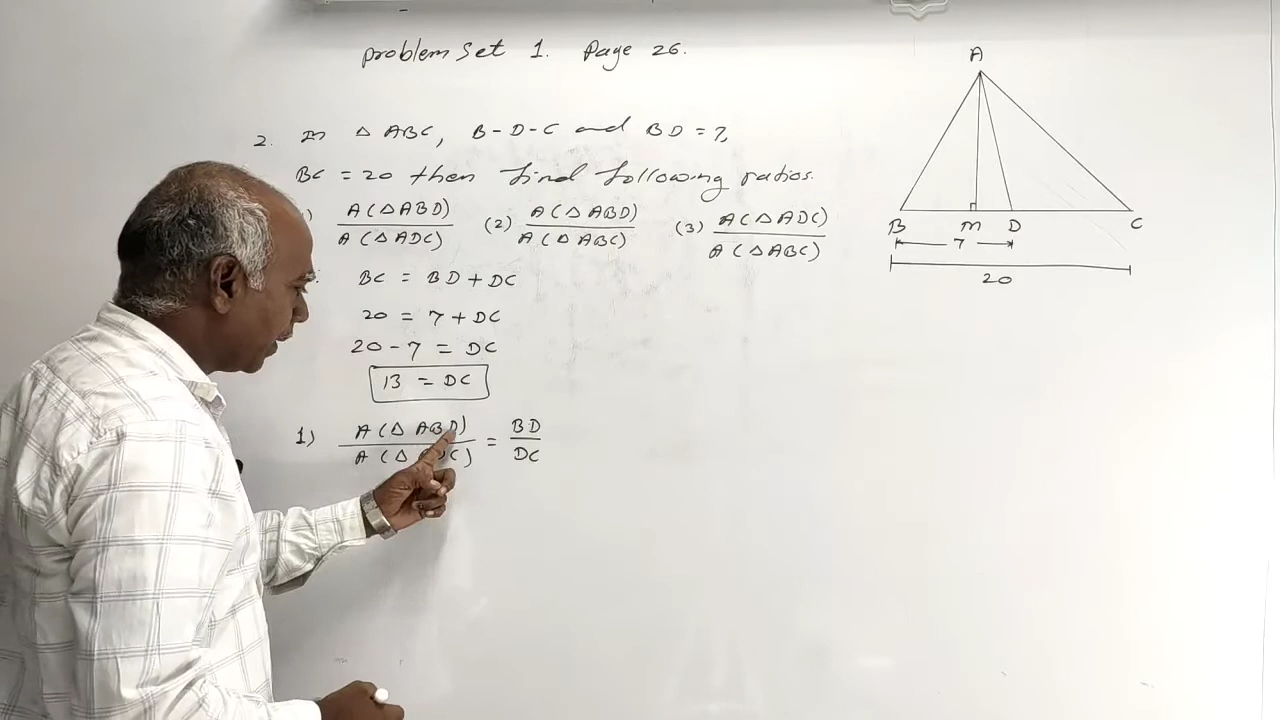 problem set 1. Page 26.
2. In △ ABC, B-D-C and BD = 7,
BC = 20 then find following ratios.
) A(△ABD) / A(△ADC) (2) A(△ABD) / A(△ABC) (3) A(△ADC) / A(△ABC)
BC = BD + DC
20 = 7 + DC
20 - 7 = DC
13 = DC
1) A(△ ABD) / A(△ DC) = BD / DC
A
B M D C
7
20